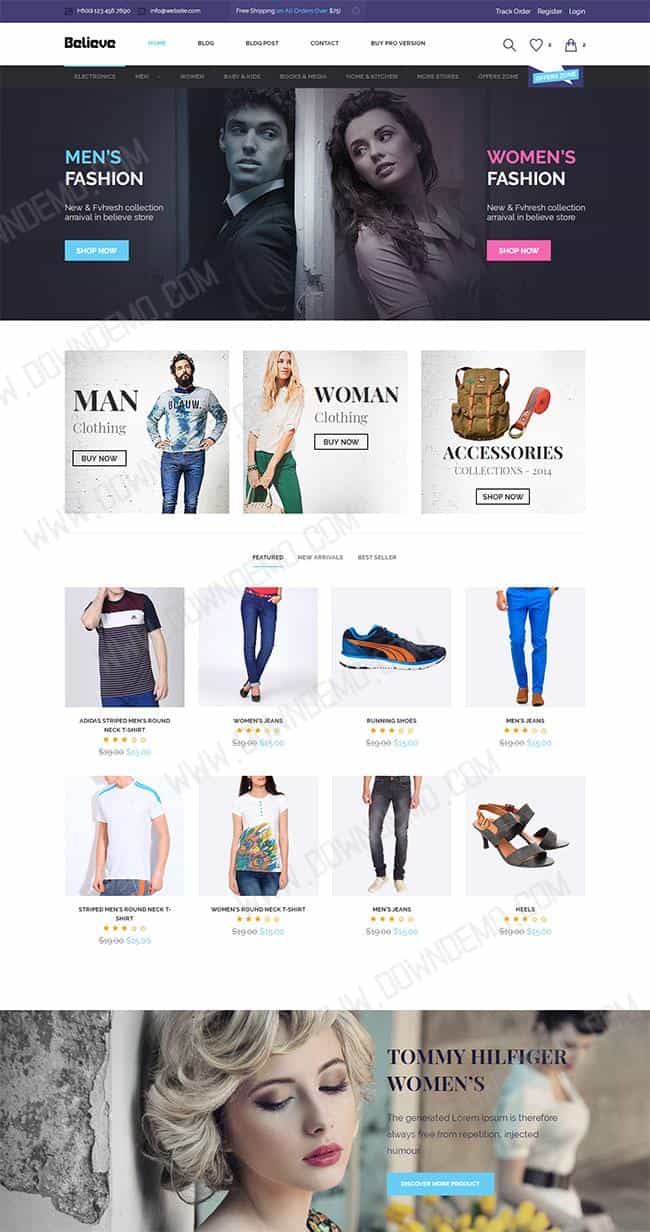 (+800) 123 456 7890 info@website.com Free Shipping on All Orders Over $75! Track Order Register Login
Believe HOME BLOG BLOG POST CONTACT BUY PRO VERSION 0 2
ELECTRONICS MEN WOMEN BABY & KIDS BOOKS & MEDIA HOME & KITCHEN MORE STORES OFFERS ZONE OFFERS ZONE
MEN'S
FASHION
New & Fvhresh collection
arraival in believe store
SHOP NOW
WOMEN'S
FASHION
New & Fvhresh collection
arraival in believe store
SHOP NOW
MAN
Clothing
BUY NOW
BLAUW.
WOMAN
Clothing
BUY NOW
ACCESSORIES
COLLECTIONS - 2014
SHOP NOW
FEATURED NEW ARRIVALS BEST SELLER
ADIDAS STRIPED MEN'S ROUND
NECK T-SHIRT
$19.00 $15.00
WOMEN'S JEANS
$19.00 $15.00
RUNNING SHOES
$19.00 $15.00
MEN'S JEANS
$19.00 $15.00
STRIPED MEN'S ROUND NECK T-
SHIRT
$19.00 $15.00
WOMEN'S ROUND NECK T-SHIRT
$19.00 $15.00
MEN'S JEANS
$19.00 $15.00
HEELS
$19.00 $15.00
TOMMY HILFIGER
WOMEN'S
The generated Lorem Ipsum is therefore
always free from repetition, injected
humour
DISCOVER MORE PRODUCT
WWW.DOWNDEMO.COM